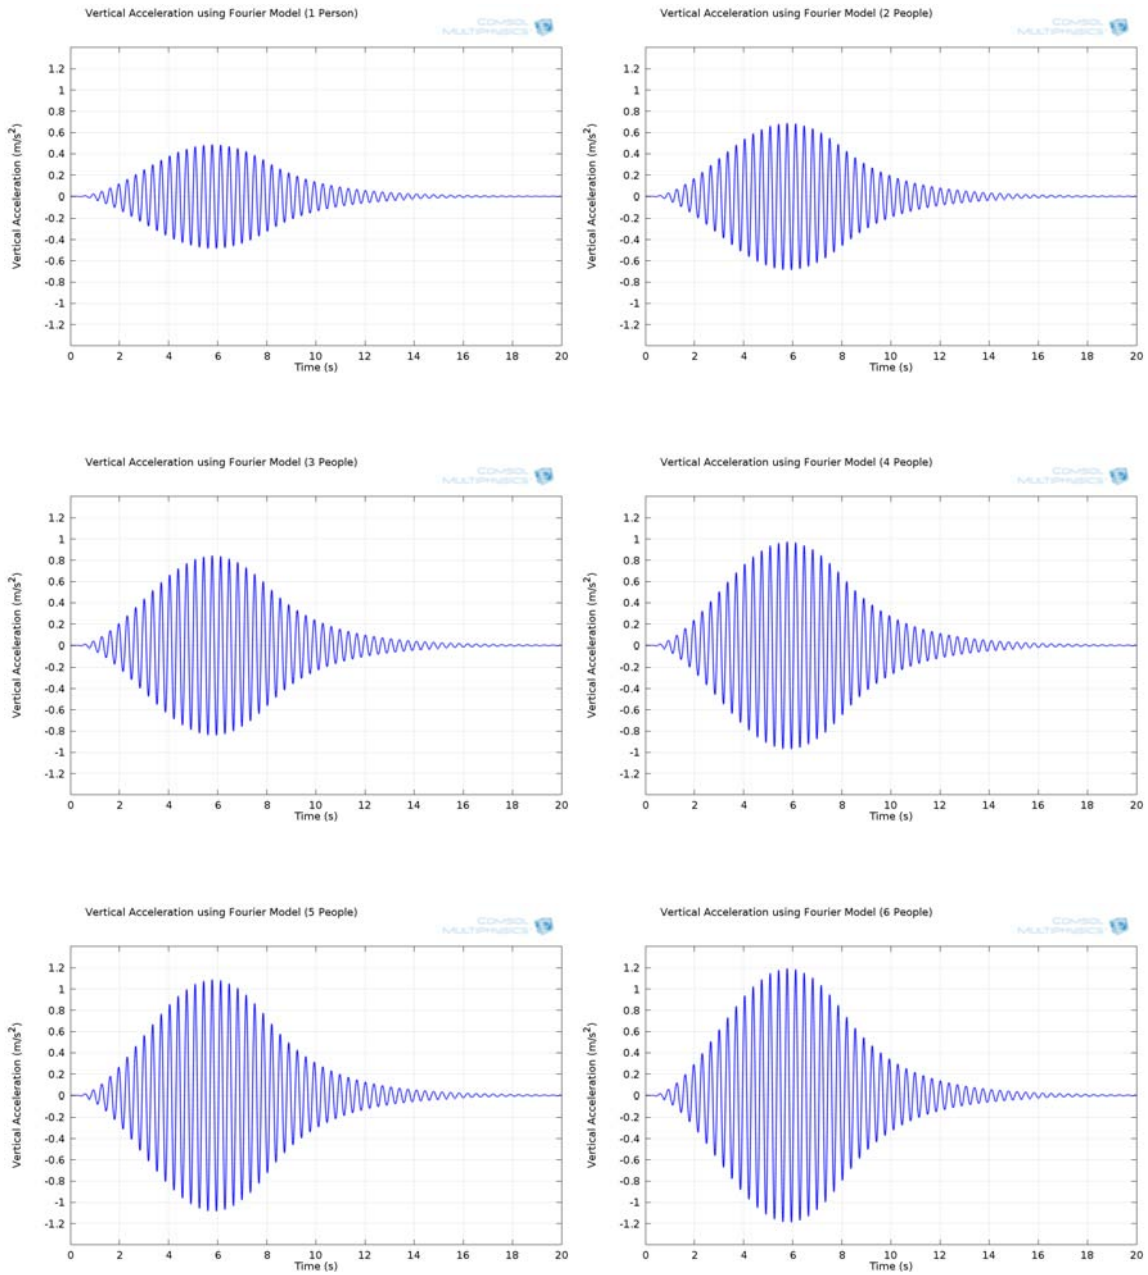 Vertical Acceleration using Fourier Model (1 Person)
COMSOL
MULTIPHYSICS
1.2
1
0.8
0.6
0.4
0.2
0
-0.2
-0.4
-0.6
-0.8
-1
-1.2
Vertical Acceleration (m/s²)
0 2 4 6 8 10 12 14 16 18 20
Time (s)
Vertical Acceleration using Fourier Model (2 People)
COMSOL
MULTIPHYSICS
1.2
1
0.8
0.6
0.4
0.2
0
-0.2
-0.4
-0.6
-0.8
-1
-1.2
Vertical Acceleration (m/s²)
0 2 4 6 8 10 12 14 16 18 20
Time (s)
Vertical Acceleration using Fourier Model (3 People)
COMSOL
MULTIPHYSICS
1.2
1
0.8
0.6
0.4
0.2
0
-0.2
-0.4
-0.6
-0.8
-1
-1.2
Vertical Acceleration (m/s²)
0 2 4 6 8 10 12 14 16 18 20
Time (s)
Vertical Acceleration using Fourier Model (4 People)
COMSOL
MULTIPHYSICS
1.2
1
0.8
0.6
0.4
0.2
0
-0.2
-0.4
-0.6
-0.8
-1
-1.2
Vertical Acceleration (m/s²)
0 2 4 6 8 10 12 14 16 18 20
Time (s)
Vertical Acceleration using Fourier Model (5 People)
COMSOL
MULTIPHYSICS
1.2
1
0.8
0.6
0.4
0.2
0
-0.2
-0.4
-0.6
-0.8
-1
-1.2
Vertical Acceleration (m/s²)
0 2 4 6 8 10 12 14 16 18 20
Time (s)
Vertical Acceleration using Fourier Model (6 People)
COMSOL
MULTIPHYSICS
1.2
1
0.8
0.6
0.4
0.2
0
-0.2
-0.4
-0.6
-0.8
-1
-1.2
Vertical Acceleration (m/s²)
0 2 4 6 8 10 12 14 16 18 20
Time (s)